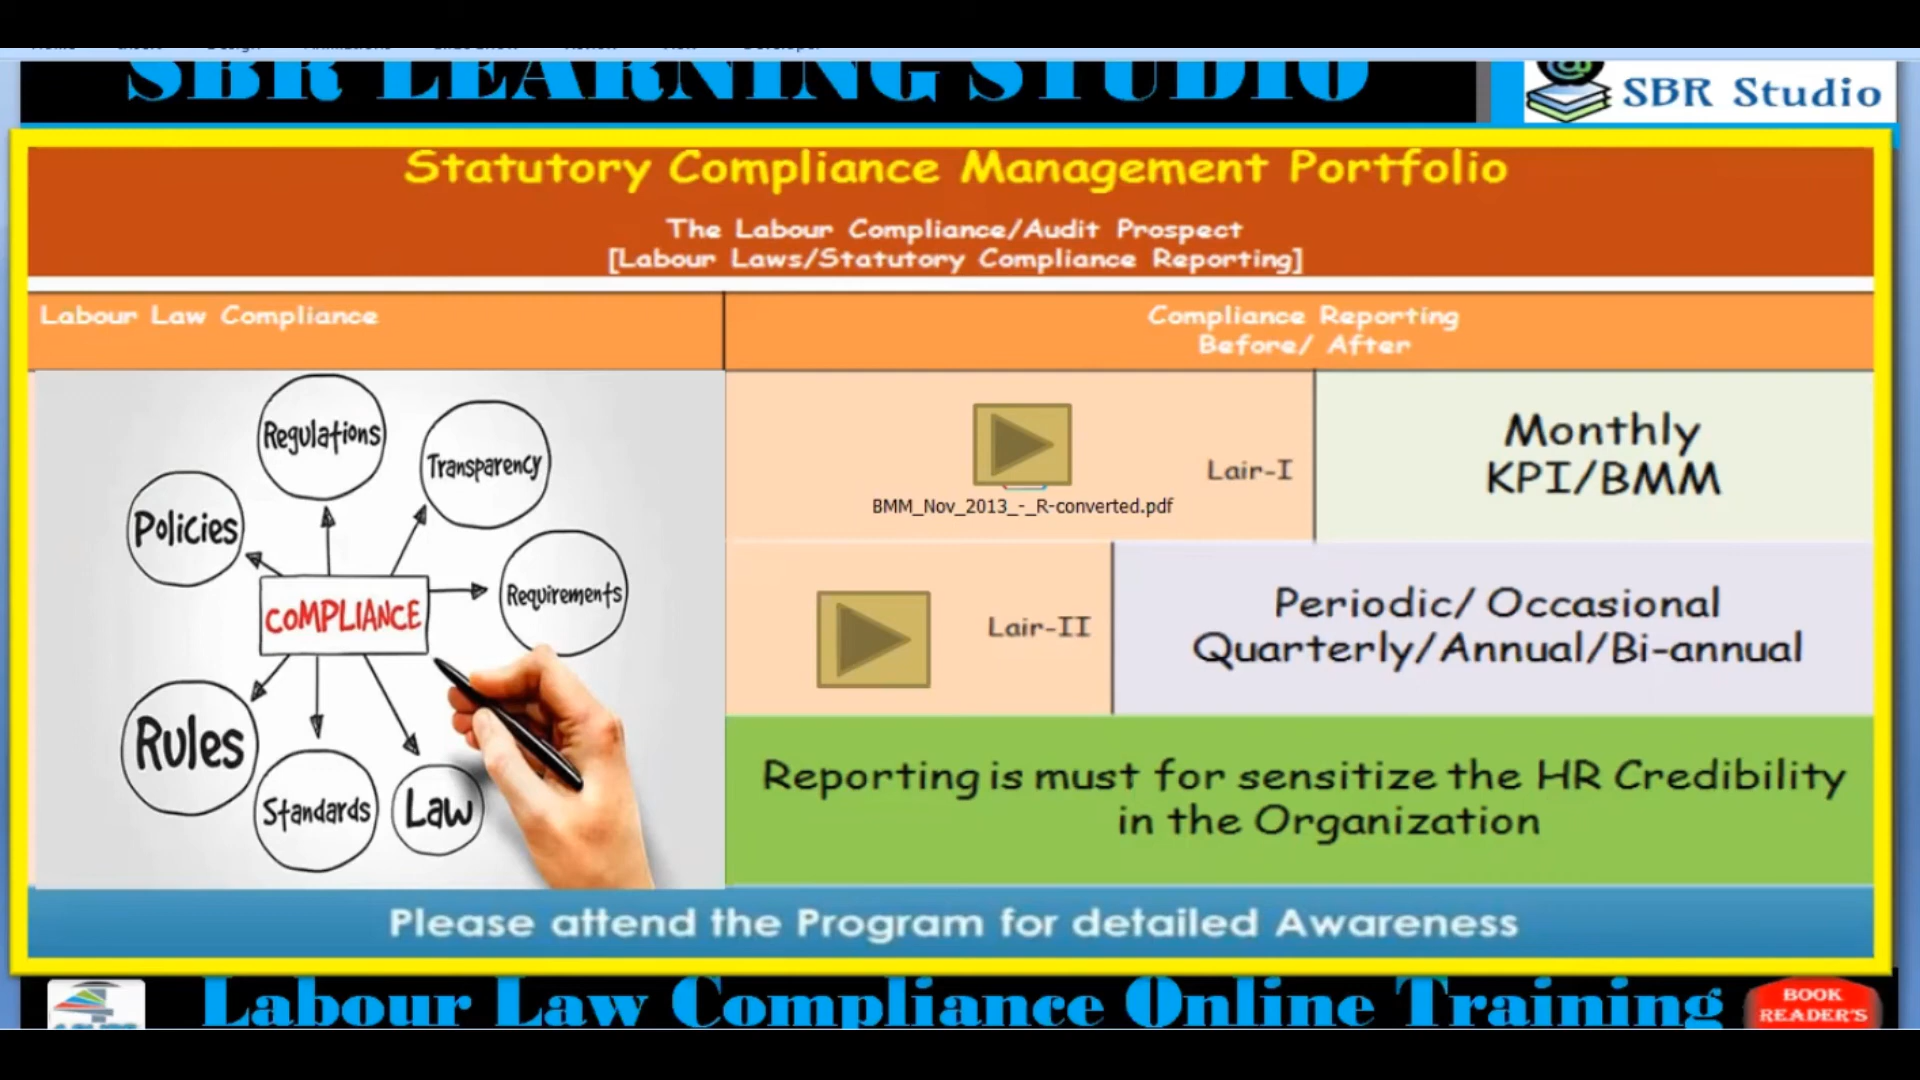 SBR LEARNING STUDIO
SBR Studio
Statutory Compliance Management Portfolio
The Labour Compliance/Audit Prospect
[Labour Laws/Statutory Compliance Reporting]
Labour Law Compliance
Compliance Reporting
Before/ After
Regulations
Transparency
Policies
Requirements
COMPLIANCE
Rules
Standards
Law
Lair-I
BMM_Nov_2013_-_R-converted.pdf
Monthly
KPI/BMM
Lair-II
Periodic/ Occasional
Quarterly/Annual/Bi-annual
Reporting is must for sensitize the HR Credibility
in the Organization
Please attend the Program for detailed Awareness
Labour Law Compliance Online Training
BOOK
READER'S